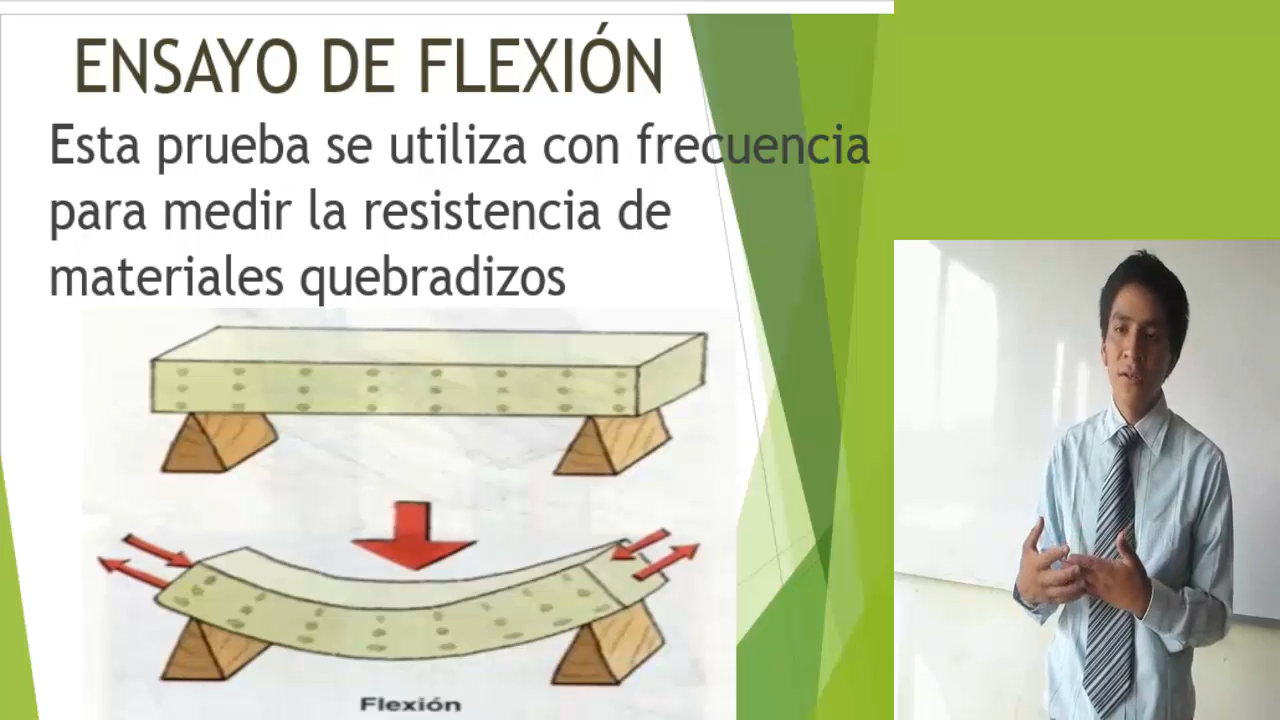 ENSAYO DE FLEXIÓN
Esta prueba se utiliza con frecuencia
para medir la resistencia de
materiales quebradizos
Flexión